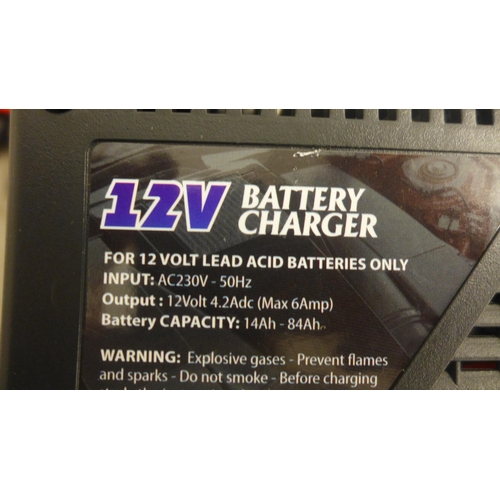 12V BATTERY CHARGER
FOR 12 VOLT LEAD ACID BATTERIES ONLY
INPUT: AC230V - 50Hz
Output : 12Volt 4.2Adc (Max 6Amp)
Battery CAPACITY: 14Ah - 84Ah
WARNING: Explosive gases - Prevent flames
and sparks - Do not smoke - Before charging